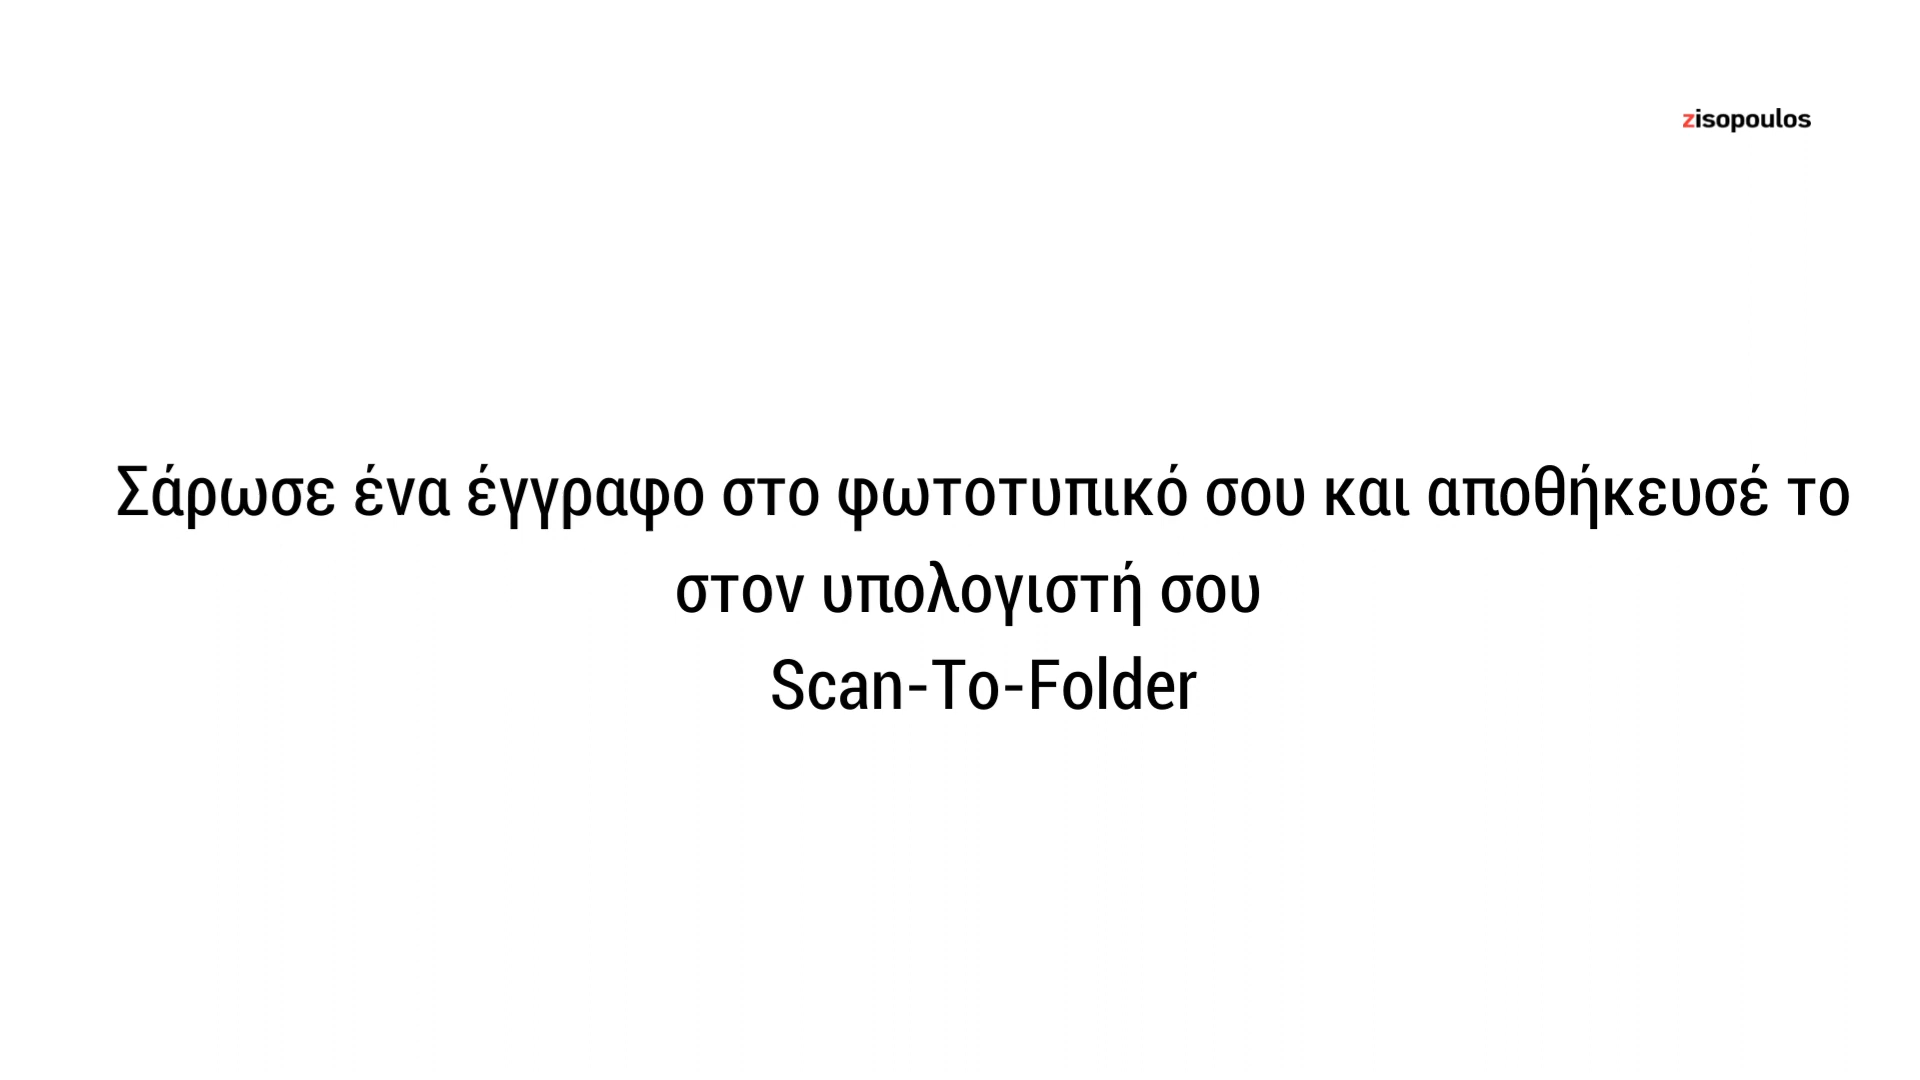 zisopoulos
Σάρωσε ένα έγγραφο στο φωτοτυπικό σου και αποθήκευσέ το
στον υπολογιστή σου
Scan-To-Folder